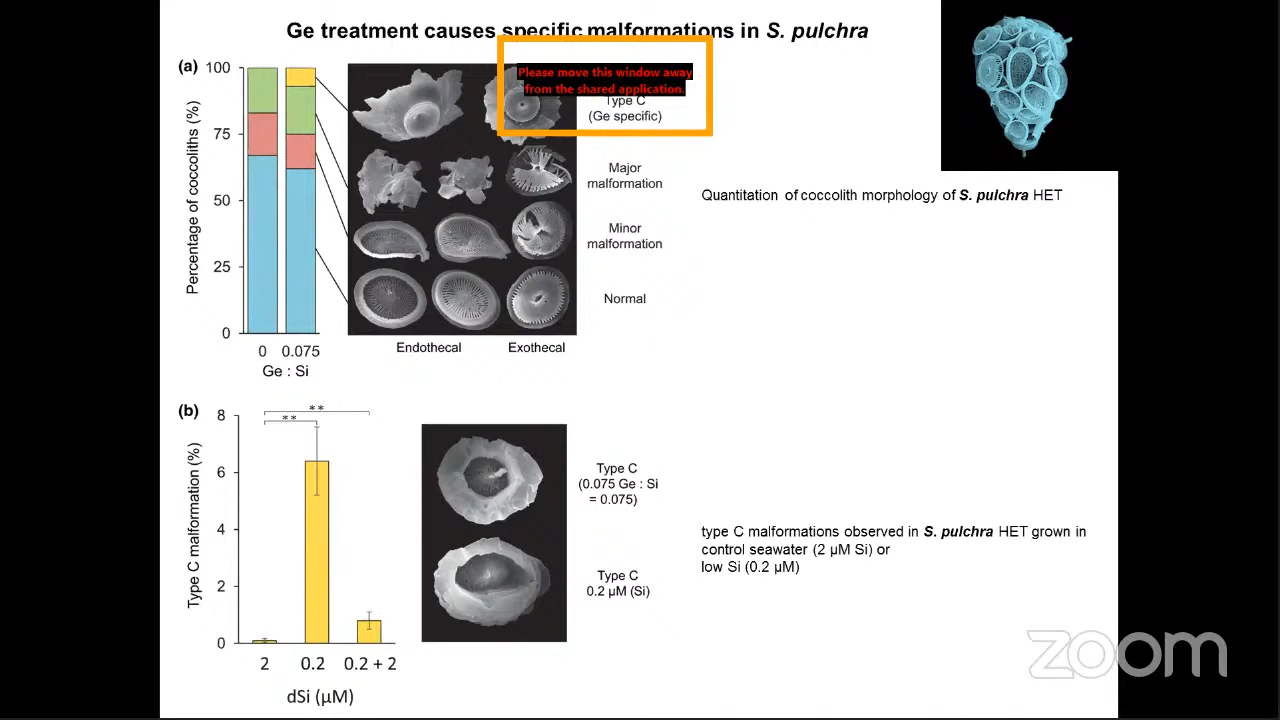 Ge treatment causes specific malformations in S. pulchra
(a)
Percentage of coccoliths (%)
100
75
50
25
0
0 0.075
Ge : Si
Please move this window away
from the shared application.
Type C
(Ge specific)
Major
malformation
Minor
malformation
Normal
Endothecal
Exothecal
Quantitation of coccolith morphology of S. pulchra HET
(b)
Type C malformation (%)
8
6
4
2
0
**
**
2 0.2 0.2 + 2
dSi (µM)
Type C
(0.075 Ge : Si
= 0.075)
Type C
0.2 µM (Si)
type C malformations observed in S. pulchra HET grown in
control seawater (2 µM Si) or
low Si (0.2 µM)
zoom